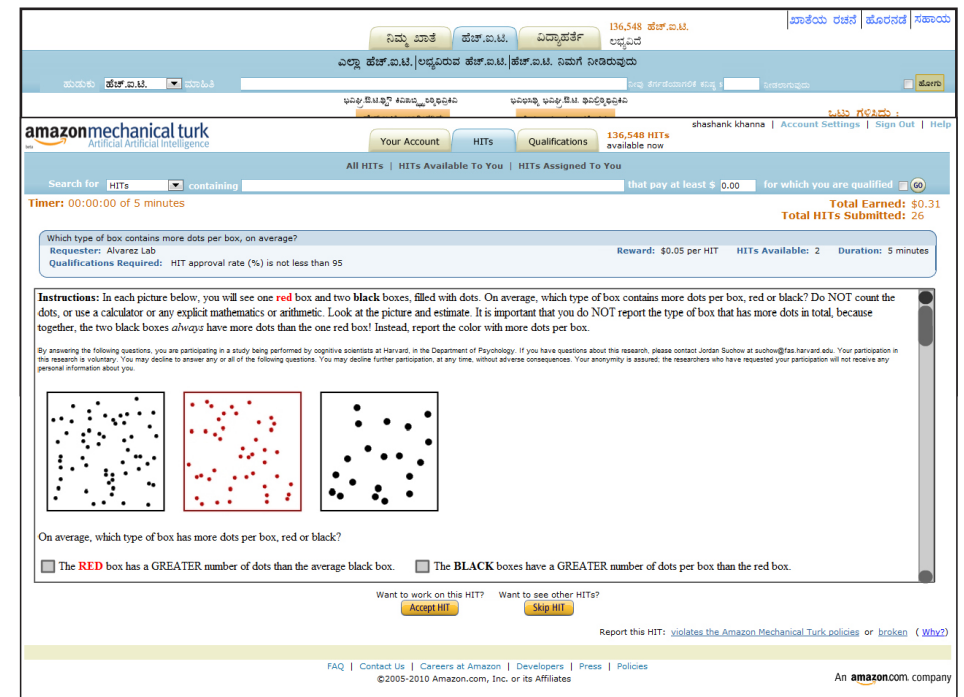 ಖಾತೆಯ ರಚನೆ | ಹೊರನಡೆ | ಸಹಾಯ
ನಿಮ್ಮ ಖಾತೆ ಹೆಚ್.ಐ.ಟಿ. ವಿದ್ಯಾಹರ್ತೆ 136,548 ಹೆಚ್.ಐ.ಟಿ.
ಲಭ್ಯವಿದೆ
ಎಲ್ಲಾ ಹೆಚ್.ಐ.ಟಿ. | ಲಭ್ಯವಿರುವ ಹೆಚ್.ಐ.ಟಿ. | ಹೆಚ್.ಐ.ಟಿ. ನಿಮಗೆ ನೀಡಿರುವುದು
ಹುಡುಕು ಹೆಚ್.ಐ.ಟಿ. ಮಾಹಿತಿ ಹೋಗು
amazonmechanical turk
Artificial Artificial Intelligence
shashank khanna | Account Settings | Sign Out | Help
Your Account HITs Qualifications 136,548 HITs
available now
All HITs | HITs Available To You | HITs Assigned To You
Search for HITs containing that pay at least $ 0.00 for which you are qualified GO
Timer: 00:00:00 of 5 minutes
Total Earned: $0.31
Total HITs Submitted: 26
Which type of box contains more dots per box, on average?
Requester: Alvarez Lab Reward: $0.05 per HIT HITs Available: 2 Duration: 5 minutes
Qualifications Required: HIT approval rate (%) is not less than 95
Instructions: In each picture below, you will see one red box and two black boxes, filled with dots. On average, which type of box contains more dots per box, red or black? Do NOT count the
dots, or use a calculator or any explicit mathematics or arithmetic. Look at the picture and estimate. It is important that you do NOT report the type of box that has more dots in total, because
together, the two black boxes always have more dots than the one red box! Instead, report the color with more dots per box.
By answering the following questions, you are participating in a study being performed by cognitive scientists at Harvard, in the Department of Psychology. If you have questions about this research, please contact Jordan Suchow at suchow@fas.harvard.edu. Your participation in
this research is voluntary. You may decline to answer any or all of the following questions. You may decline further participation, at any time, without adverse consequences. Your anonymity is assured; the researchers who have requested your participation will not receive any
personal information about you.
On average, which type of box has more dots per box, red or black?
The RED box has a GREATER number of dots than the average black box. The BLACK boxes have a GREATER number of dots per box than the red box.
Want to work on this HIT? Want to see other HITs?
Accept HIT Skip HIT
Report this HIT: violates the Amazon Mechanical Turk policies or broken ( Why?)
FAQ | Contact Us | Careers at Amazon | Developers | Press | Policies
©2005-2010 Amazon.com, Inc. or its Affiliates
An amazon.com. company